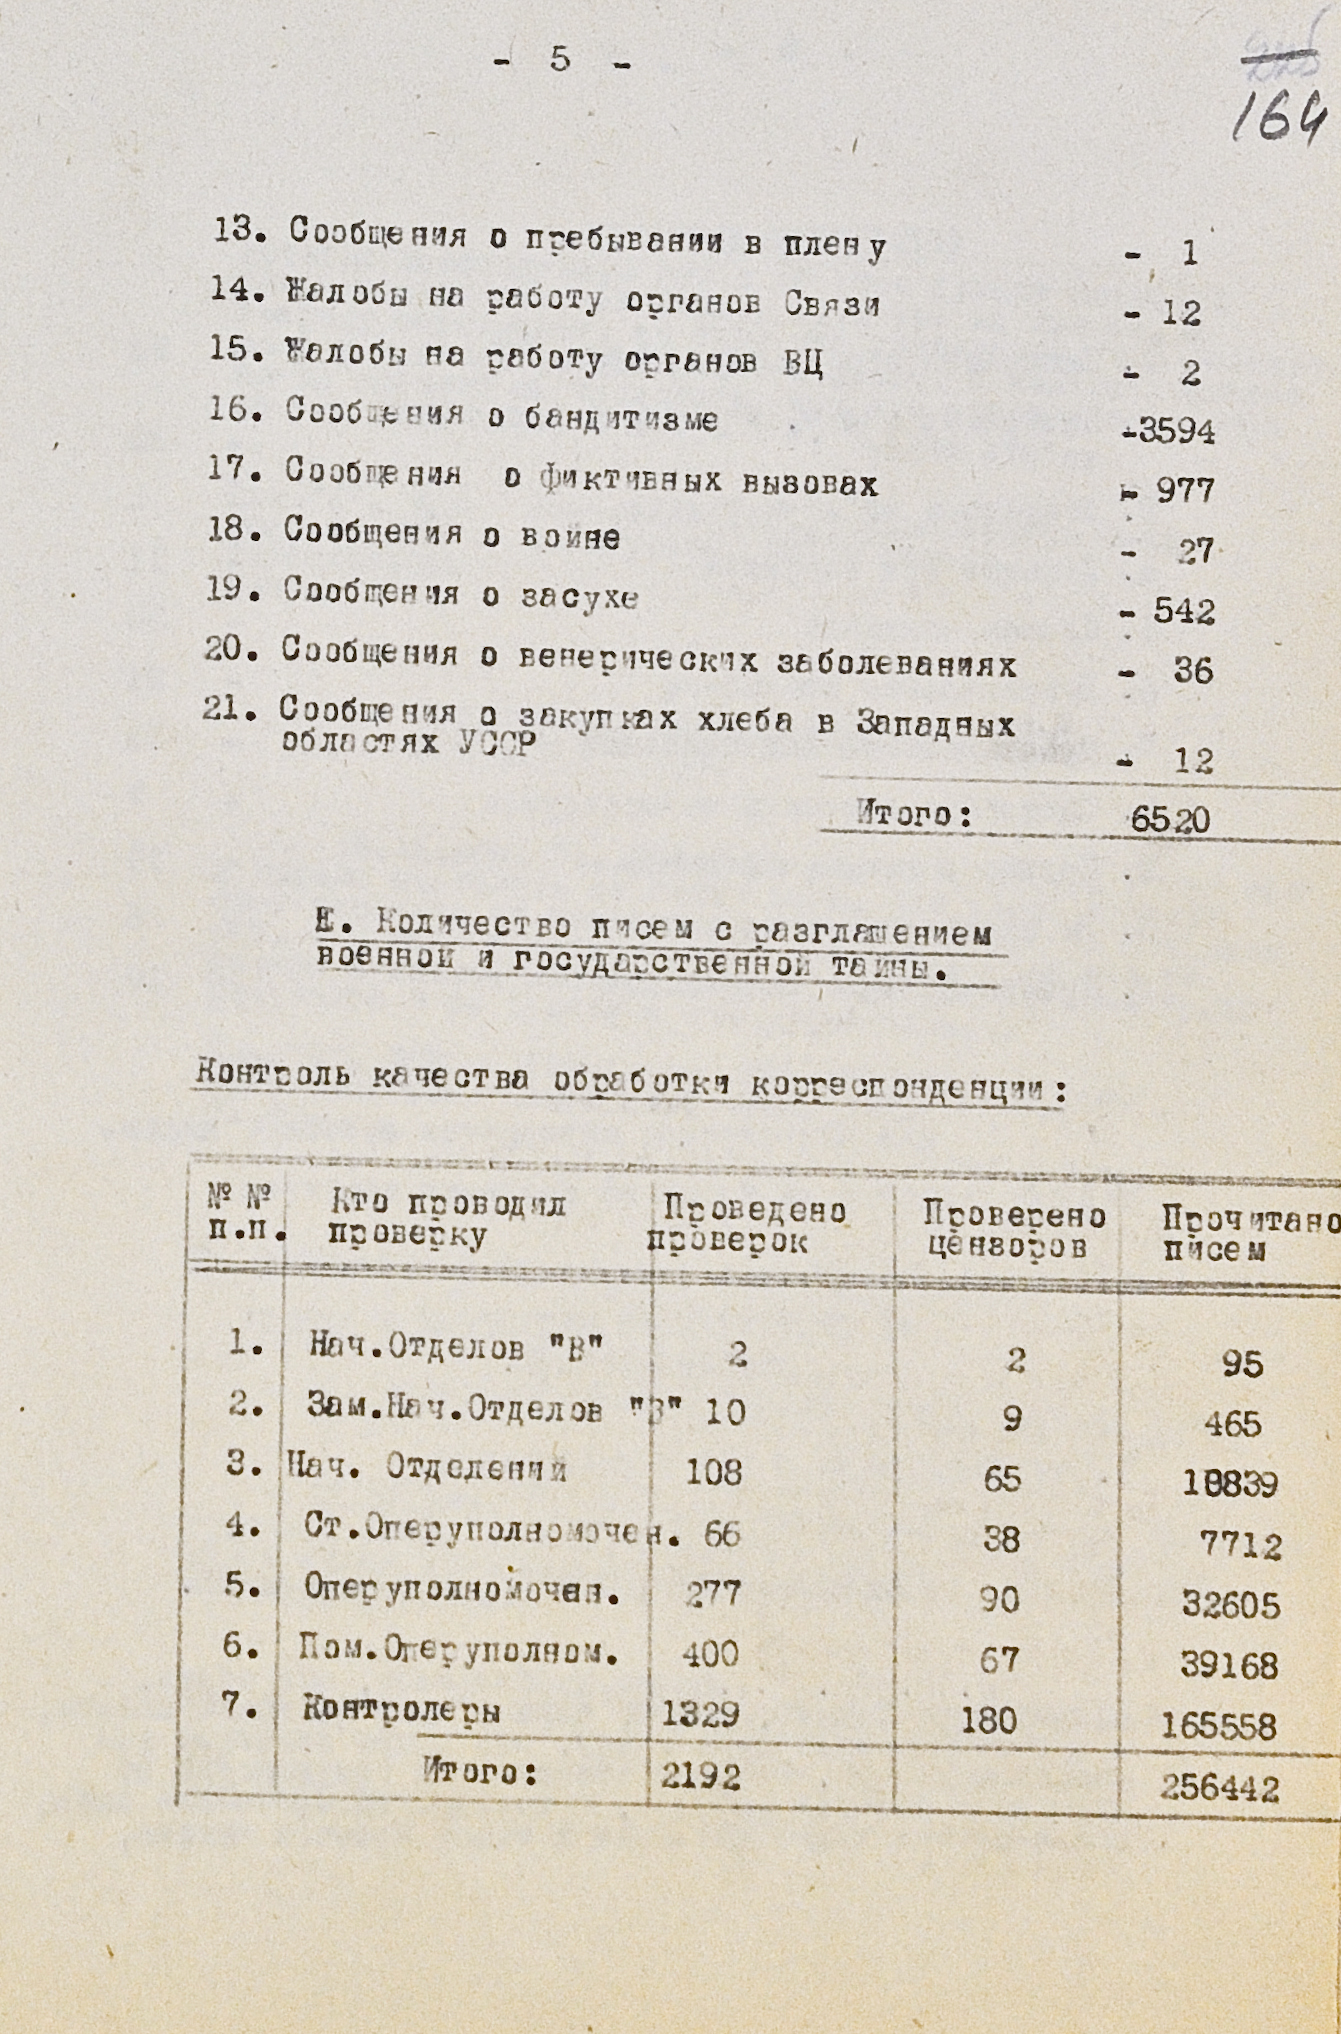 - 5 -
164
13. Сообщения о пребывании в плену - 1
14. Жалобы на работу органов Связи - 12
15. Жалобы на работу органов ВЦ - 2
16. Сообщения о бандитизме -3594
17. Сообщения о фиктивных вызовах - 977
18. Сообщения о войне - 27
19. Сообщения о засухе - 542
20. Сообщения о венерических заболеваниях - 36
21. Сообщения о закупках хлеба в Западных
областях УССР - 12
Итого: 6520
Е. Количество писем с разглашением
военной и государственной тайны.
Контроль качества обработки корреспонденции:
№ № Кто проводил Проведено Проверено Прочитано
п.п. проверку проверок цензоров писем
1. Нач.Отделов "В" 2 2 95
2. Зам.Нач.Отделов "В" 10 9 465
3. Нач. Отделений 108 65 10839
4. Ст.Оперуполномочен. 66 38 7712
5. Оперуполномочен. 277 90 32605
6. Пом.Оперуполном. 400 67 39168
7. Контролеры 1329 180 165558
Итого: 2192 256442